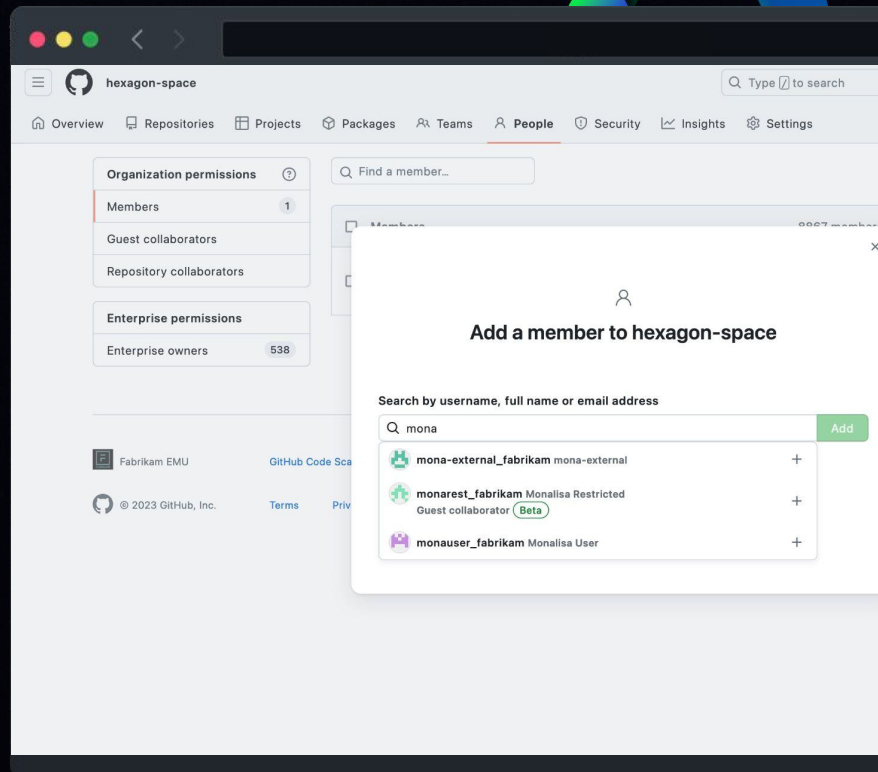 hexagon-space
Type / to search
Overview
Repositories
Projects
Packages
Teams
People
Security
Insights
Settings
Organization permissions
Members 1
Guest collaborators
Repository collaborators
Enterprise permissions
Enterprise owners 538
Find a member…
Members
8867
Add a member to hexagon-space
Search by username, full name or email address
mona
Add
mona-external_fabrikam mona-external
monarest_fabrikam Monalisa Restricted
Guest collaborator Beta
monauser_fabrikam Monalisa User
Fabrikam EMU
GitHub Code Sca
© 2023 GitHub, Inc.
Terms
Priv